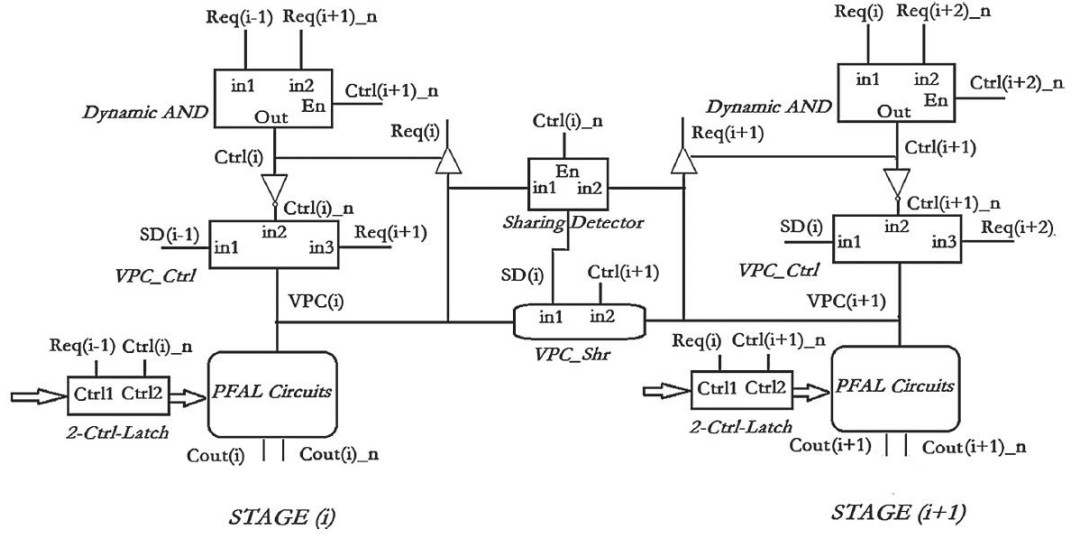 Req(i-1) Req(i+1)_n
in1 in2
En
Out
Ctrl(i+1)_n
Dynamic AND
Ctrl(i)
Req(i)
Ctrl(i)_n
SD(i-1)
in1 in2 in3
Req(i+1)
VPC_Ctrl
VPC(i)
Req(i-1) Ctrl(i)_n
Ctrl1 Ctrl2
2-Ctrl-Latch
PFAL Circuits
Cout(i) Cout(i)_n
STAGE (i)
Ctrl(i)_n
En
in1 in2
Sharing Detector
SD(i)
Ctrl(i+1)
in1 in2
VPC_Shr
Req(i) Req(i+2)_n
in1 in2
En
Out
Ctrl(i+2)_n
Dynamic AND
Req(i+1)
Ctrl(i+1)
Ctrl(i+1)_n
SD(i)
in1 in2 in3
Req(i+2)
VPC_Ctrl
VPC(i+1)
Req(i) Ctrl(i+1)_n
Ctrl1 Ctrl2
2-Ctrl-Latch
PFAL Circuits
Cout(i+1) Cout(i+1)_n
STAGE (i+1)